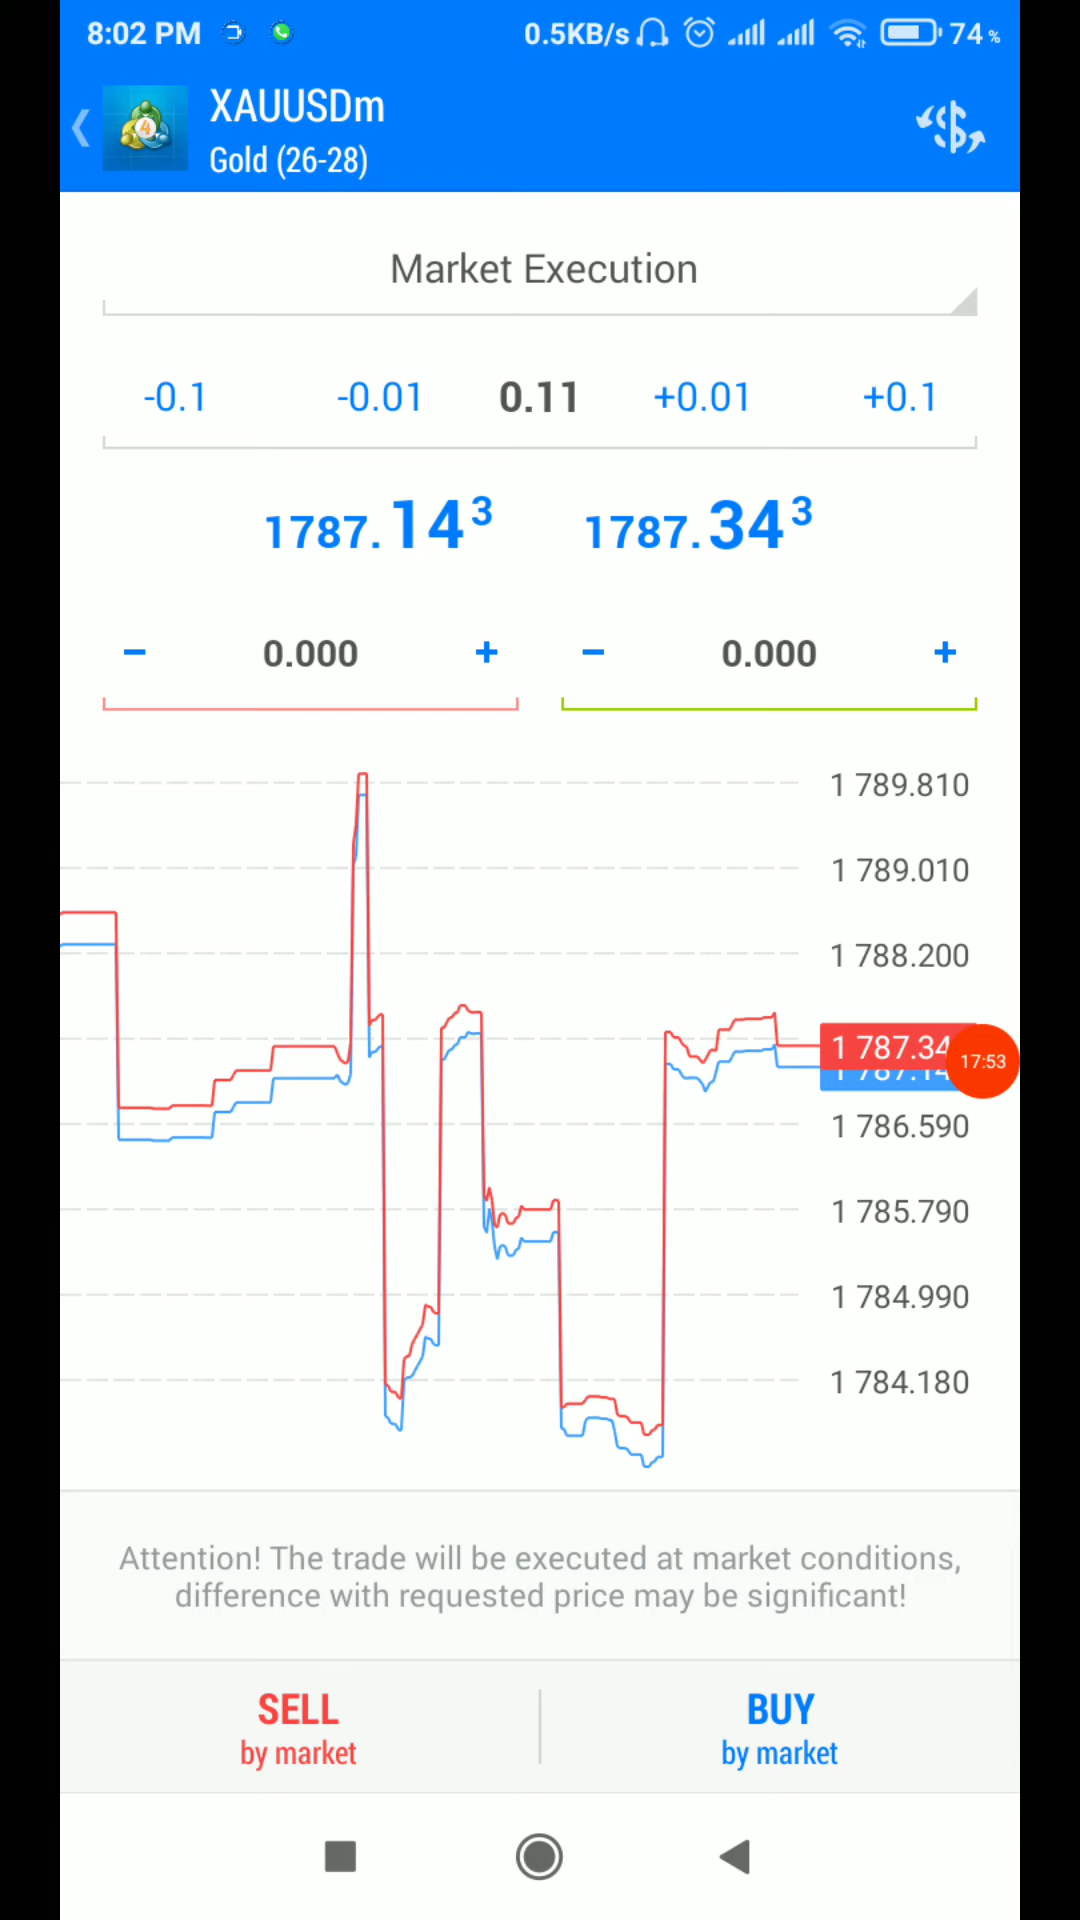 8:02 PM 0.5KB/s 74 %
XAUUSDm
4
Gold (26-28)
Market Execution
-0.1 -0.01 0.11 +0.01 +0.1
1787.14³ 1787.34³
− 0.000 + − 0.000 +
1 789.810
1 789.010
1 788.200
1 787.34
17:53
1 787.14
1 786.590
1 785.790
1 784.990
1 784.180
Attention! The trade will be executed at market conditions,
difference with requested price may be significant!
SELL BUY
by market by market